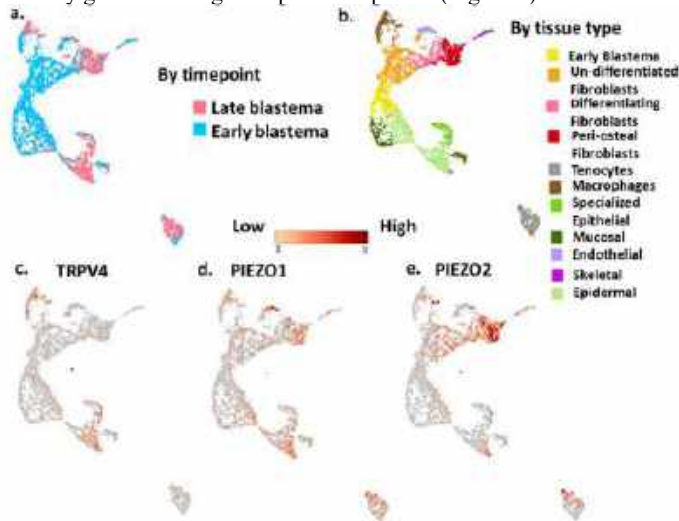 a.
b.
By timepoint
Late blastema
Early blastema
By tissue type
Early Blastema
Un-differentiated
Fibroblasts
Differentiating
Fibroblasts
Peri-osteal
Fibroblasts
Tenocytes
Macrophages
Specialized
Epithelial
Mucosal
Endothelial
Skeletal
Epidermal
Low
High
c. TRPV4
d. PIEZO1
e. PIEZO2